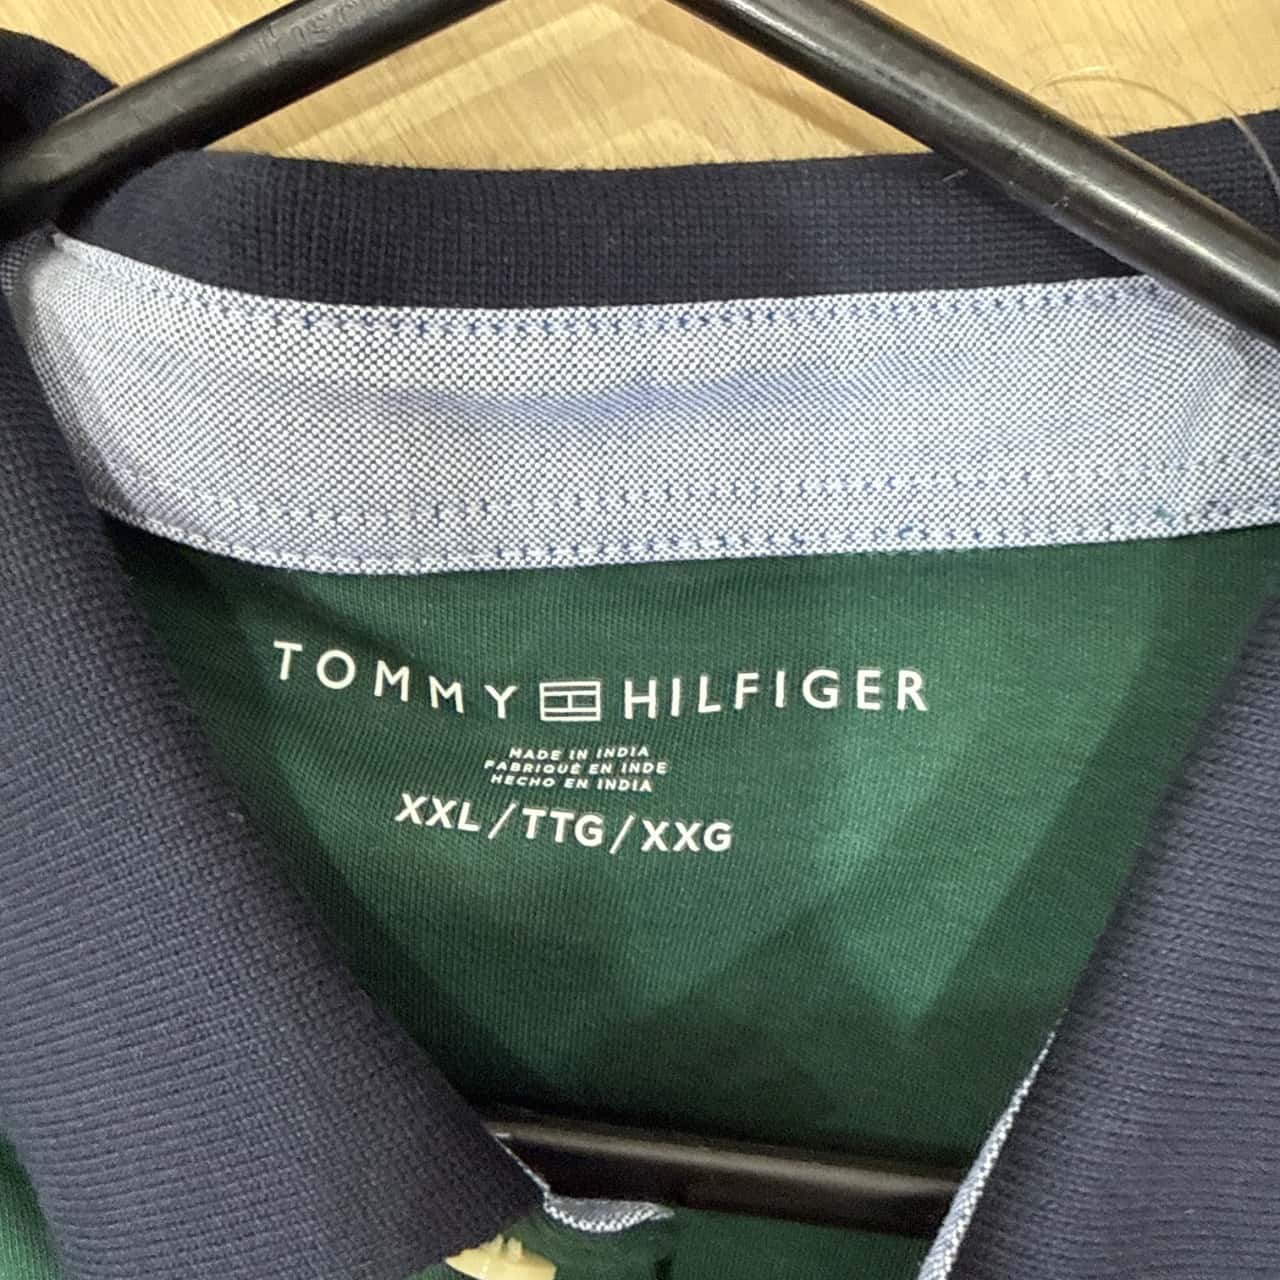 TOMMY HILFIGER
MADE IN INDIA
FABRIQUÉ EN INDE
HECHO EN INDIA
XXL/TTG/XXG